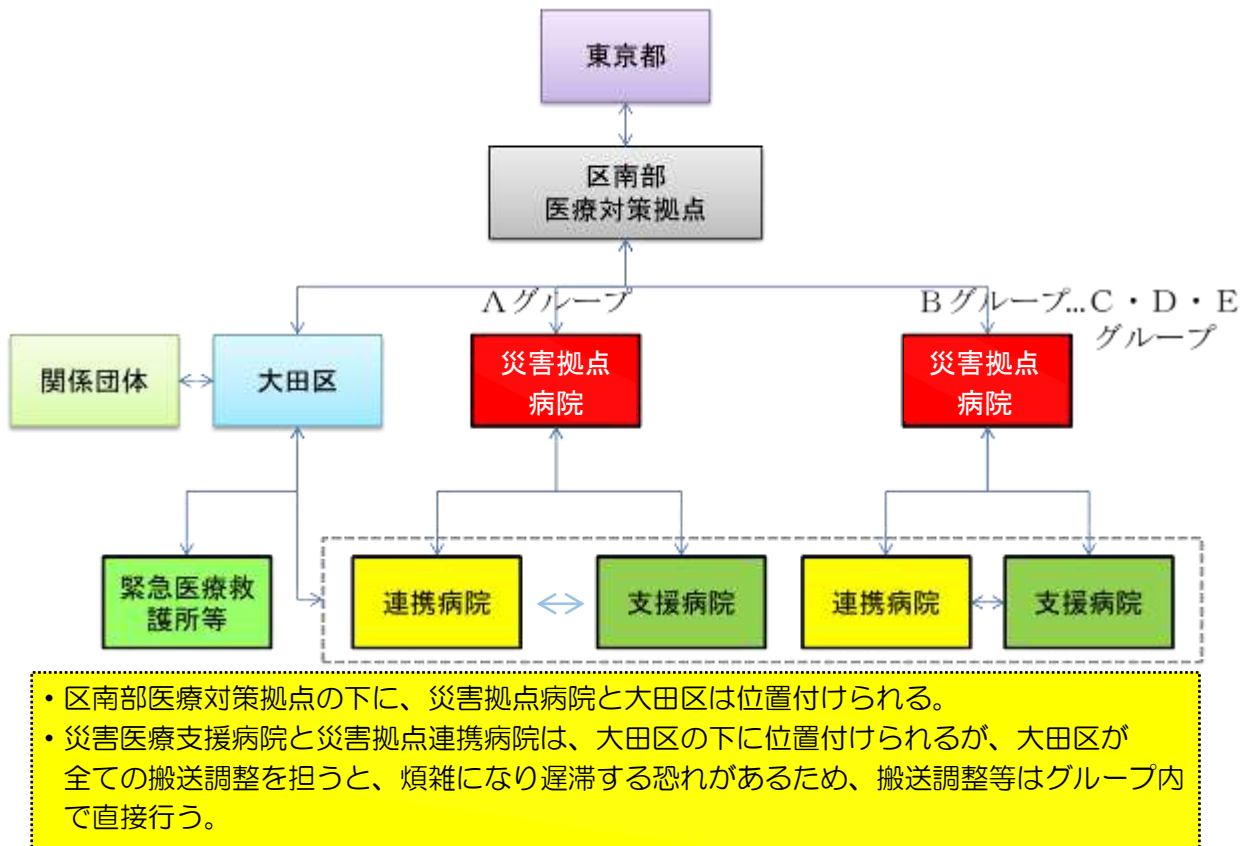 東京都
区南部
医療対策拠点
Aグループ
Bグループ...C・D・E
グループ
関係団体
大田区
災害拠点
病院
災害拠点
病院
緊急医療救
護所等
連携病院
支援病院
連携病院
支援病院
・区南部医療対策拠点の下に、災害拠点病院と大田区は位置付けられる。
・災害医療支援病院と災害拠点連携病院は、大田区の下に位置付けられるが、大田区が
全ての搬送調整を担うと、煩雑になり遅滞する恐れがあるため、搬送調整等はグループ内
で直接行う。